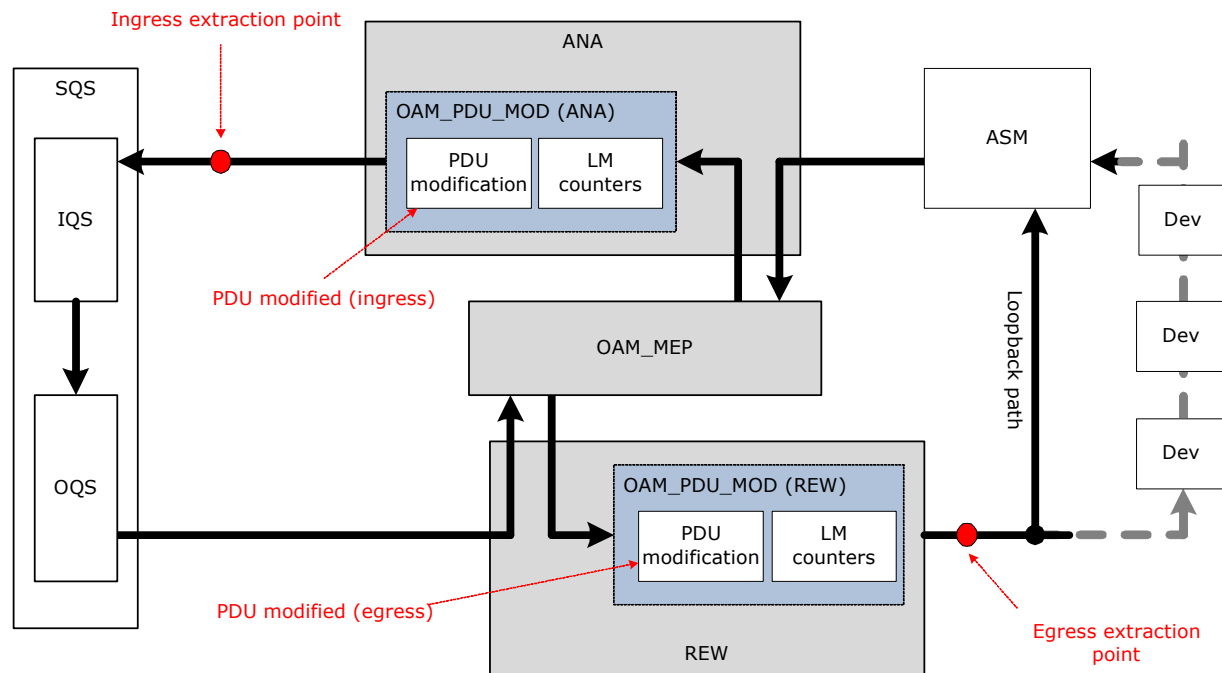 Ingress extraction point
ANA
SQS
OAM_PDU_MOD (ANA)
PDU
modification
LM
counters
ASM
IQS
Dev
PDU modified (ingress)
OAM_MEP
Loopback path
Dev
OQS
Dev
OAM_PDU_MOD (REW)
PDU
modification
LM
counters
PDU modified (egress)
Egress extraction
point
REW